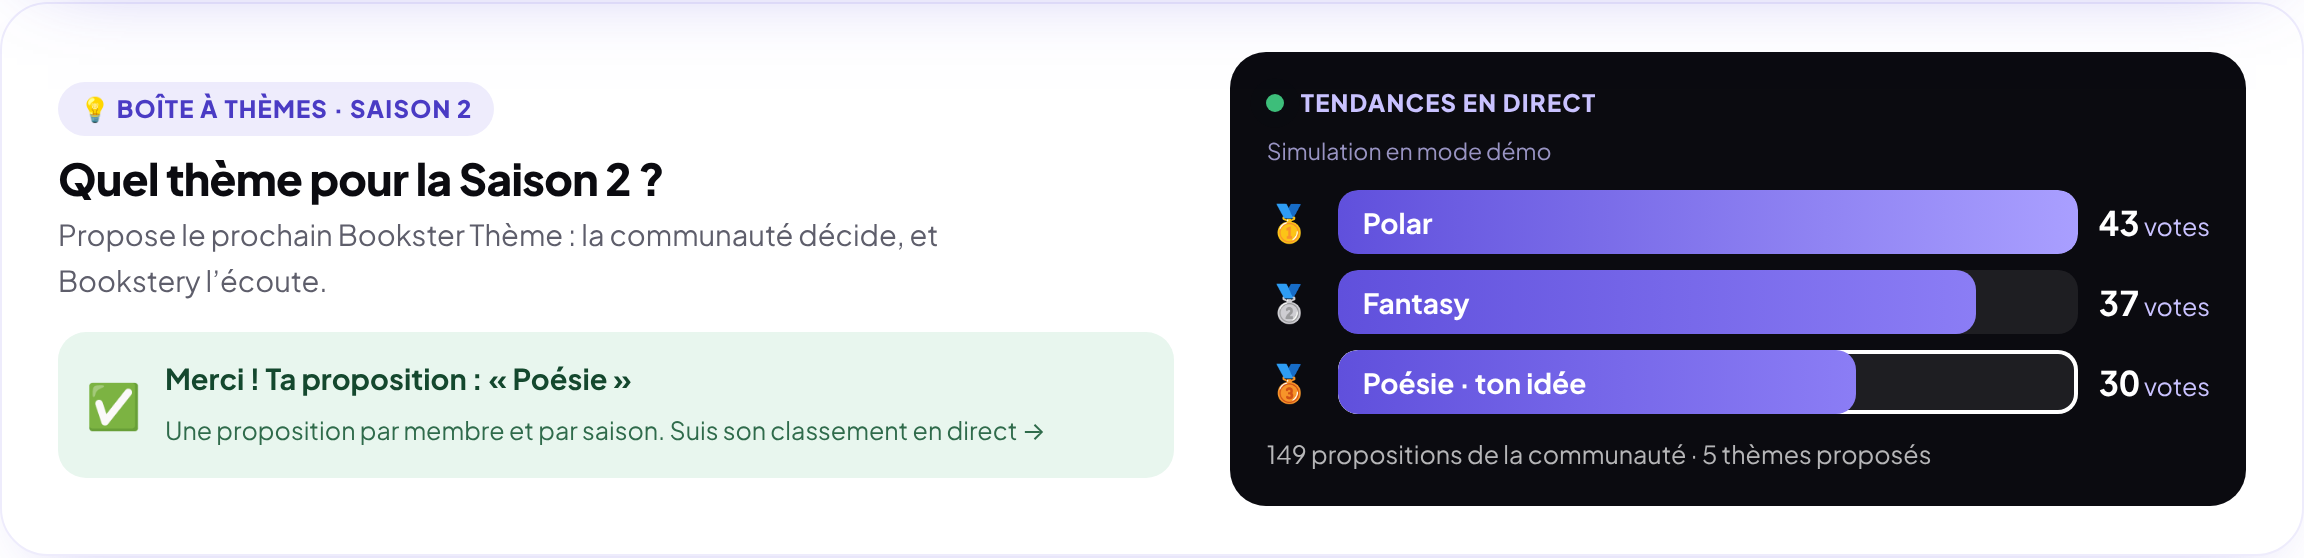 💡 BOÎTE À THÈMES · SAISON 2
Quel thème pour la Saison 2 ?
Propose le prochain Bookster Thème : la communauté décide, et
Bookstery l’écoute.
✅ Merci ! Ta proposition : « Poésie »
Une proposition par membre et par saison. Suis son classement en direct →
TENDANCES EN DIRECT
Simulation en mode démo
🥇 Polar 43 votes
🥈 Fantasy 37 votes
🥉 Poésie · ton idée 30 votes
149 propositions de la communauté · 5 thèmes proposés